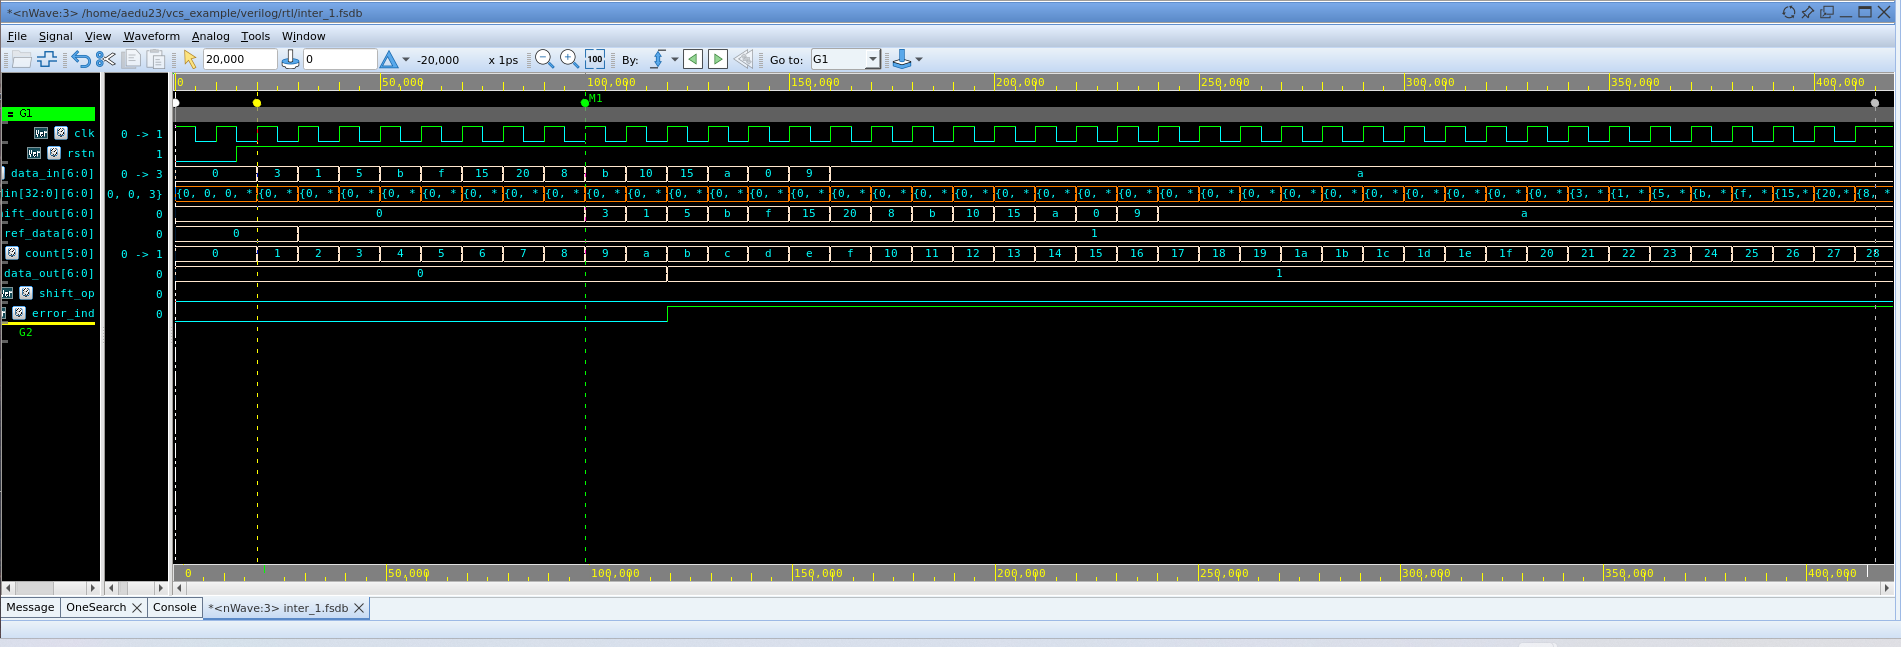 *<nWave:3> /home/aedu23/vcs_example/verilog/rtl/inter_1.fsdb
File Signal View Waveform Analog Tools Window
20,000 0 -20,000 x 1ps 100 By: Go to: G1
0 50,000 100,000 150,000 200,000 250,000 300,000 350,000 400,000
M1
= G1
clk 0 -> 1
rstn 1
data_in[6:0] 0 -> 3 0 3 1 5 b f 15 20 8 b 10 15 a 0 9 a
in[32:0][6:0] 0, 0, 3} {0, 0, 0, * {0, * {0, * {0, * {0, * {0, * {0, * {0, * {0, * {0, * {0, * {0, * {0, * {0, * {0, * {0, * {0, * {0, * {0, * {0, * {0, * {0, * {0, * {0, * {0, * {0, * {0, * {0, * {0, * {0, * {0, * {0, * {0, * {3, * {1, * {5, * {b, * {f, * {15,* {20,* {8, *
ift_dout[6:0] 0 0 3 1 5 b f 15 20 8 b 10 15 a 0 9 a
ref_data[6:0] 0 0 1
count[5:0] 0 -> 1 0 1 2 3 4 5 6 7 8 9 a b c d e f 10 11 12 13 14 15 16 17 18 19 1a 1b 1c 1d 1e 1f 20 21 22 23 24 25 26 27 28
data_out[6:0] 0 0 1
shift_op 0
error_ind 0
G2
0 50,000 100,000 150,000 200,000 250,000 300,000 350,000 400,000
Message OneSearch Console *<nWave:3> inter_1.fsdb